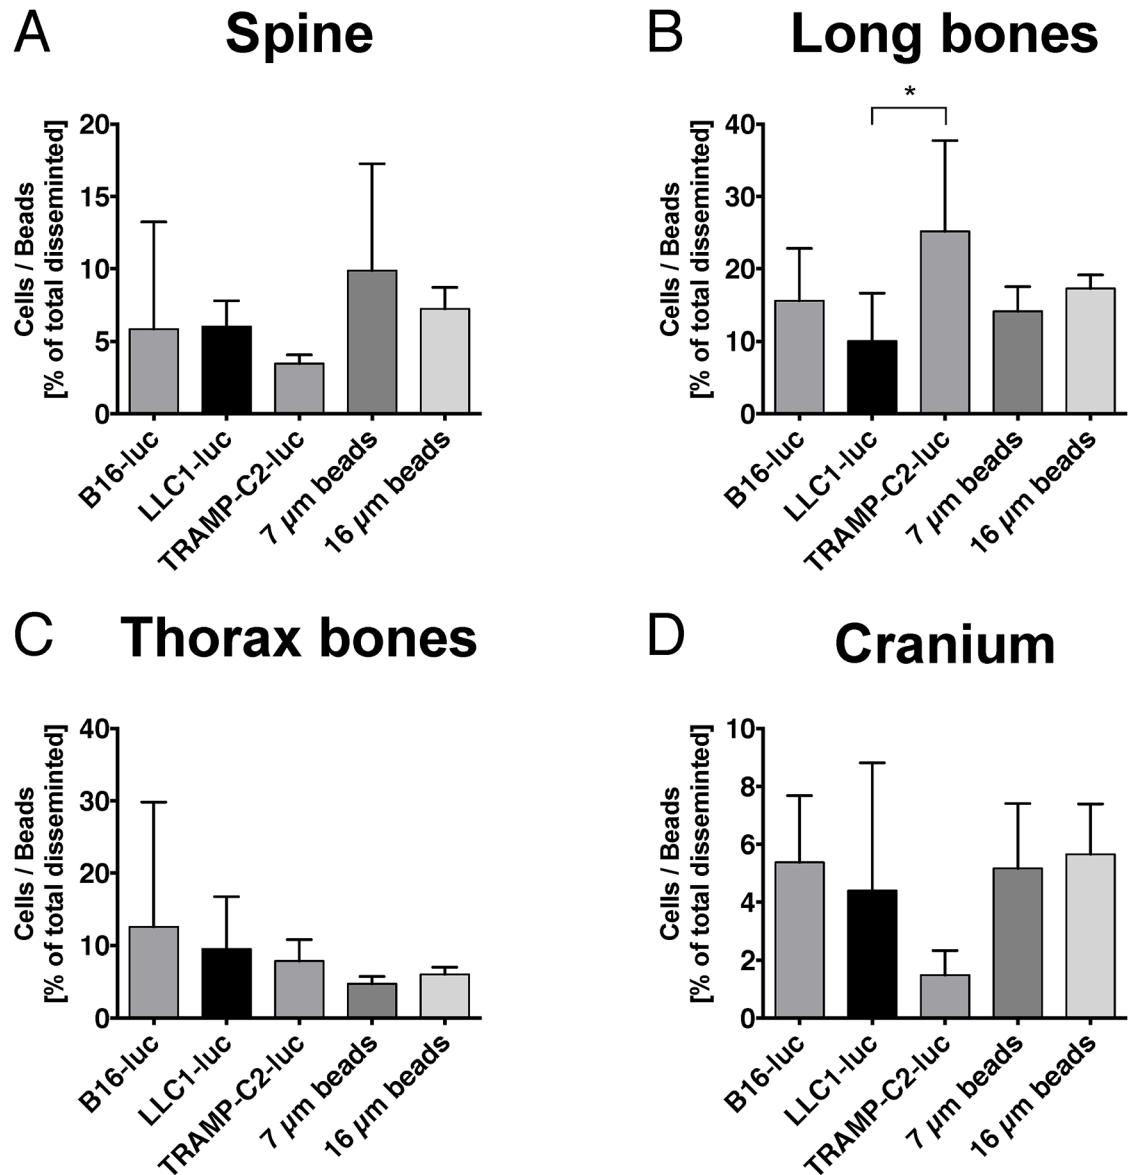 A
Spine
Cells / Beads
[% of total disseminted]
20
15
10
5
0
B16-luc
LLC1-luc
TRAMP-C2-luc
7 µm beads
16 µm beads
B
Long bones
*
Cells / Beads
[% of total disseminted]
40
30
20
10
0
B16-luc
LLC1-luc
TRAMP-C2-luc
7 µm beads
16 µm beads
C
Thorax bones
Cells / Beads
[% of total disseminted]
40
30
20
10
0
B16-luc
LLC1-luc
TRAMP-C2-luc
7 µm beads
16 µm beads
D
Cranium
Cells / Beads
[% of total disseminted]
10
8
6
4
2
0
B16-luc
LLC1-luc
TRAMP-C2-luc
7 µm beads
16 µm beads